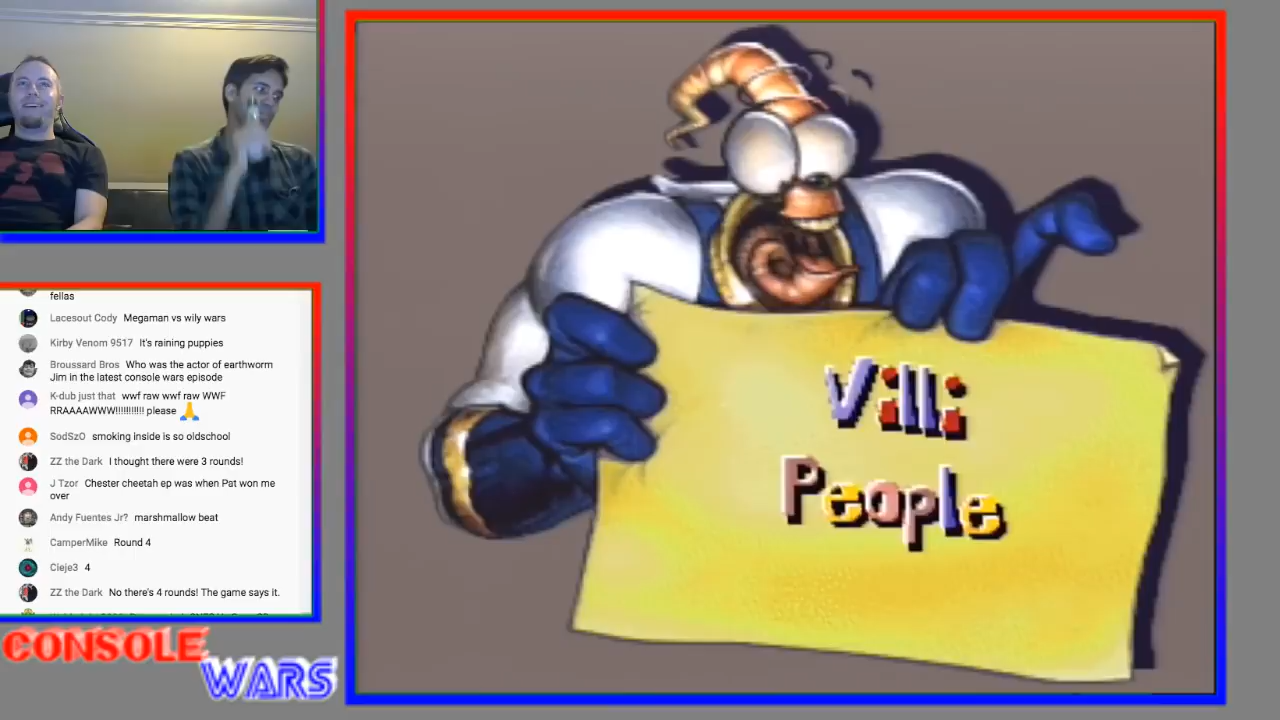 fellas
Lacesout Cody Megaman vs wily wars
Kirby Venom 9517 It's raining puppies
Broussard Bros Who was the actor of earthworm
Jim in the latest console wars episode
K-dub just that wwf raw wwf raw WWF
RRAAAAWWW!!!!!!!!!!! please 🙏
SodSzO smoking inside is so oldschool
ZZ the Dark I thought there were 3 rounds!
J Tzor Chester cheetah ep was when Pat won me
over
Andy Fuentes Jr? marshmallow beat
CamperMike Round 4
Cleje3 4
ZZ the Dark No there's 4 rounds! The game says it.
CONSOLE
WARS
Villi
People